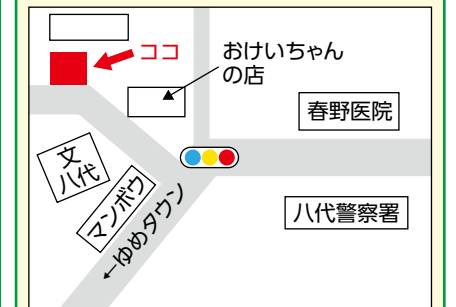 ココ
おけいちゃん
の店
春野医院
文
八代
マンボウ
←ゆめタウン
八代警察署